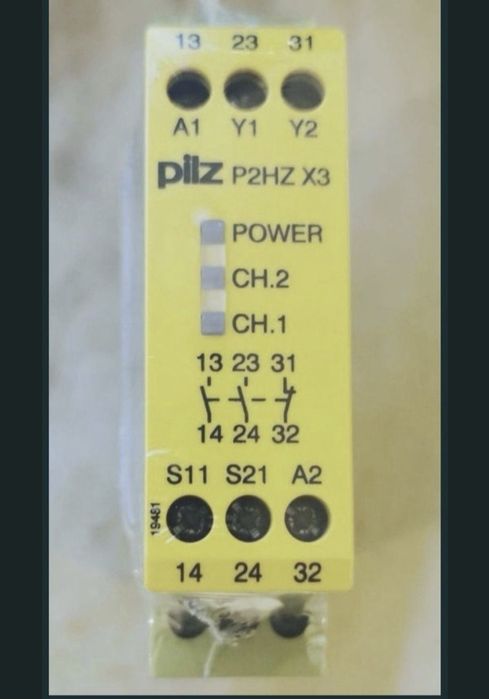 13 23 31
A1 Y1 Y2
pilz P2HZ X3
POWER
CH.2
CH.1
13 23 31
14 24 32
S11 S21 A2
19481
14 24 32